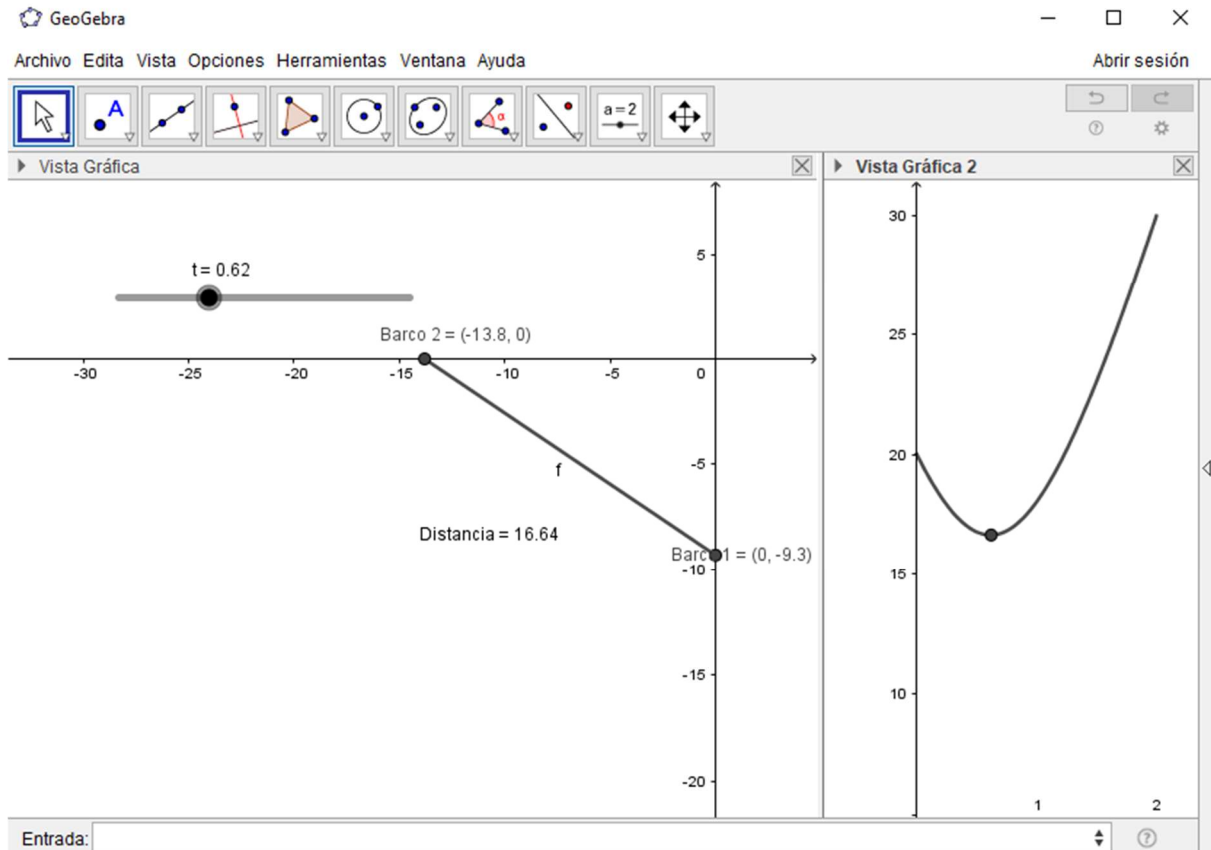 GeoGebra
Archivo Edita Vista Opciones Herramientas Ventana Ayuda
Abrir sesión
A
α
a = 2
Vista Gráfica
Vista Gráfica 2
t = 0.62
Barco 2 = (-13.8, 0)
5
-30 -25 -20 -15 -10 -5 0
-5
f
Distancia = 16.64
Barco 1 = (0, -9.3)
-10
-15
-20
30
25
20
15
10
1 2
Entrada: